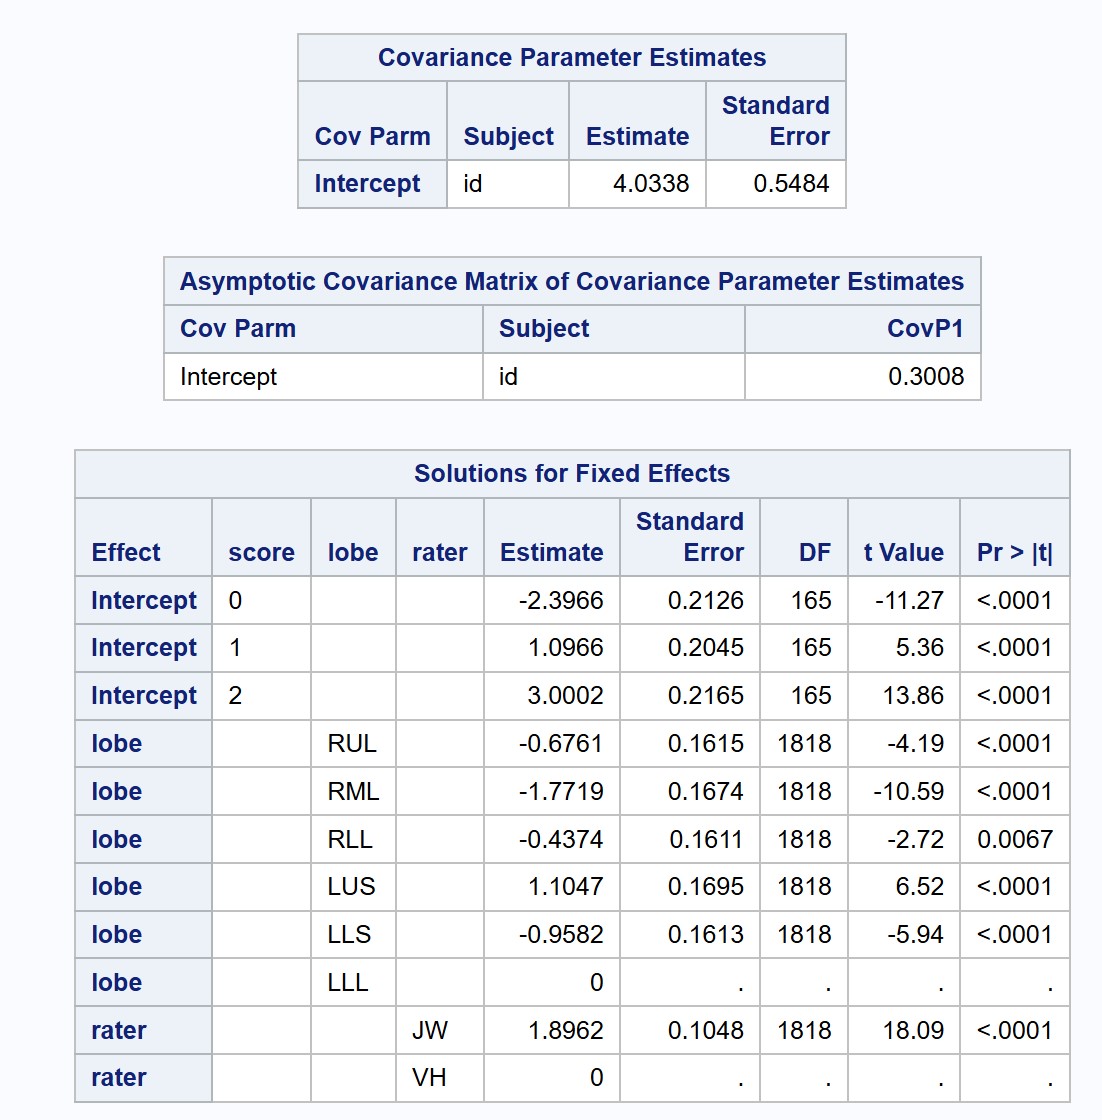 Covariance Parameter Estimates
Cov Parm Subject Estimate Standard Error
Intercept id 4.0338 0.5484
Asymptotic Covariance Matrix of Covariance Parameter Estimates
Cov Parm Subject CovP1
Intercept id 0.3008
Solutions for Fixed Effects
Effect score lobe rater Estimate Standard Error DF t Value Pr > |t|
Intercept 0 -2.3966 0.2126 165 -11.27 <.0001
Intercept 1 1.0966 0.2045 165 5.36 <.0001
Intercept 2 3.0002 0.2165 165 13.86 <.0001
lobe RUL -0.6761 0.1615 1818 -4.19 <.0001
lobe RML -1.7719 0.1674 1818 -10.59 <.0001
lobe RLL -0.4374 0.1611 1818 -2.72 0.0067
lobe LUS 1.1047 0.1695 1818 6.52 <.0001
lobe LLS -0.9582 0.1613 1818 -5.94 <.0001
lobe LLL 0 . . . .
rater JW 1.8962 0.1048 1818 18.09 <.0001
rater VH 0 . . . .